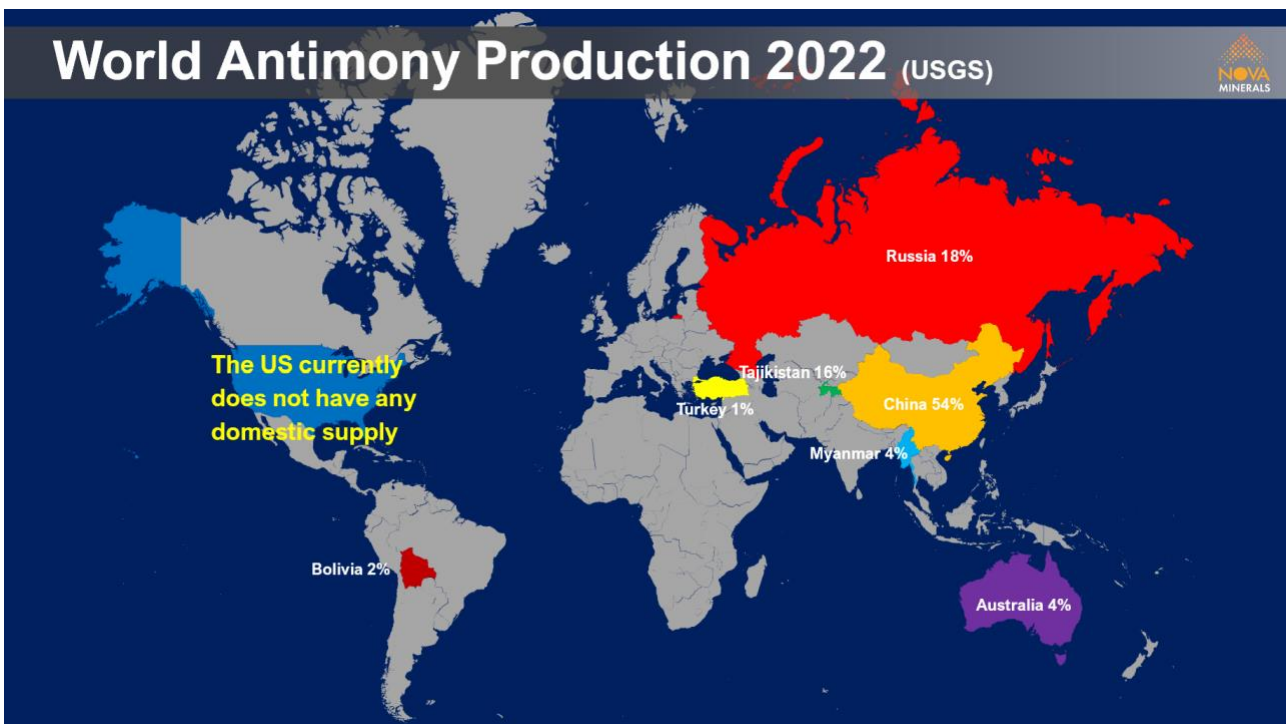 World Antimony Production 2022 (USGS)
NOVA
MINERALS
Russia 18%
The US currently
does not have any
domestic supply
Tajikistan 16%
Turkey 1%
China 54%
Myanmar 4%
Bolivia 2%
Australia 4%